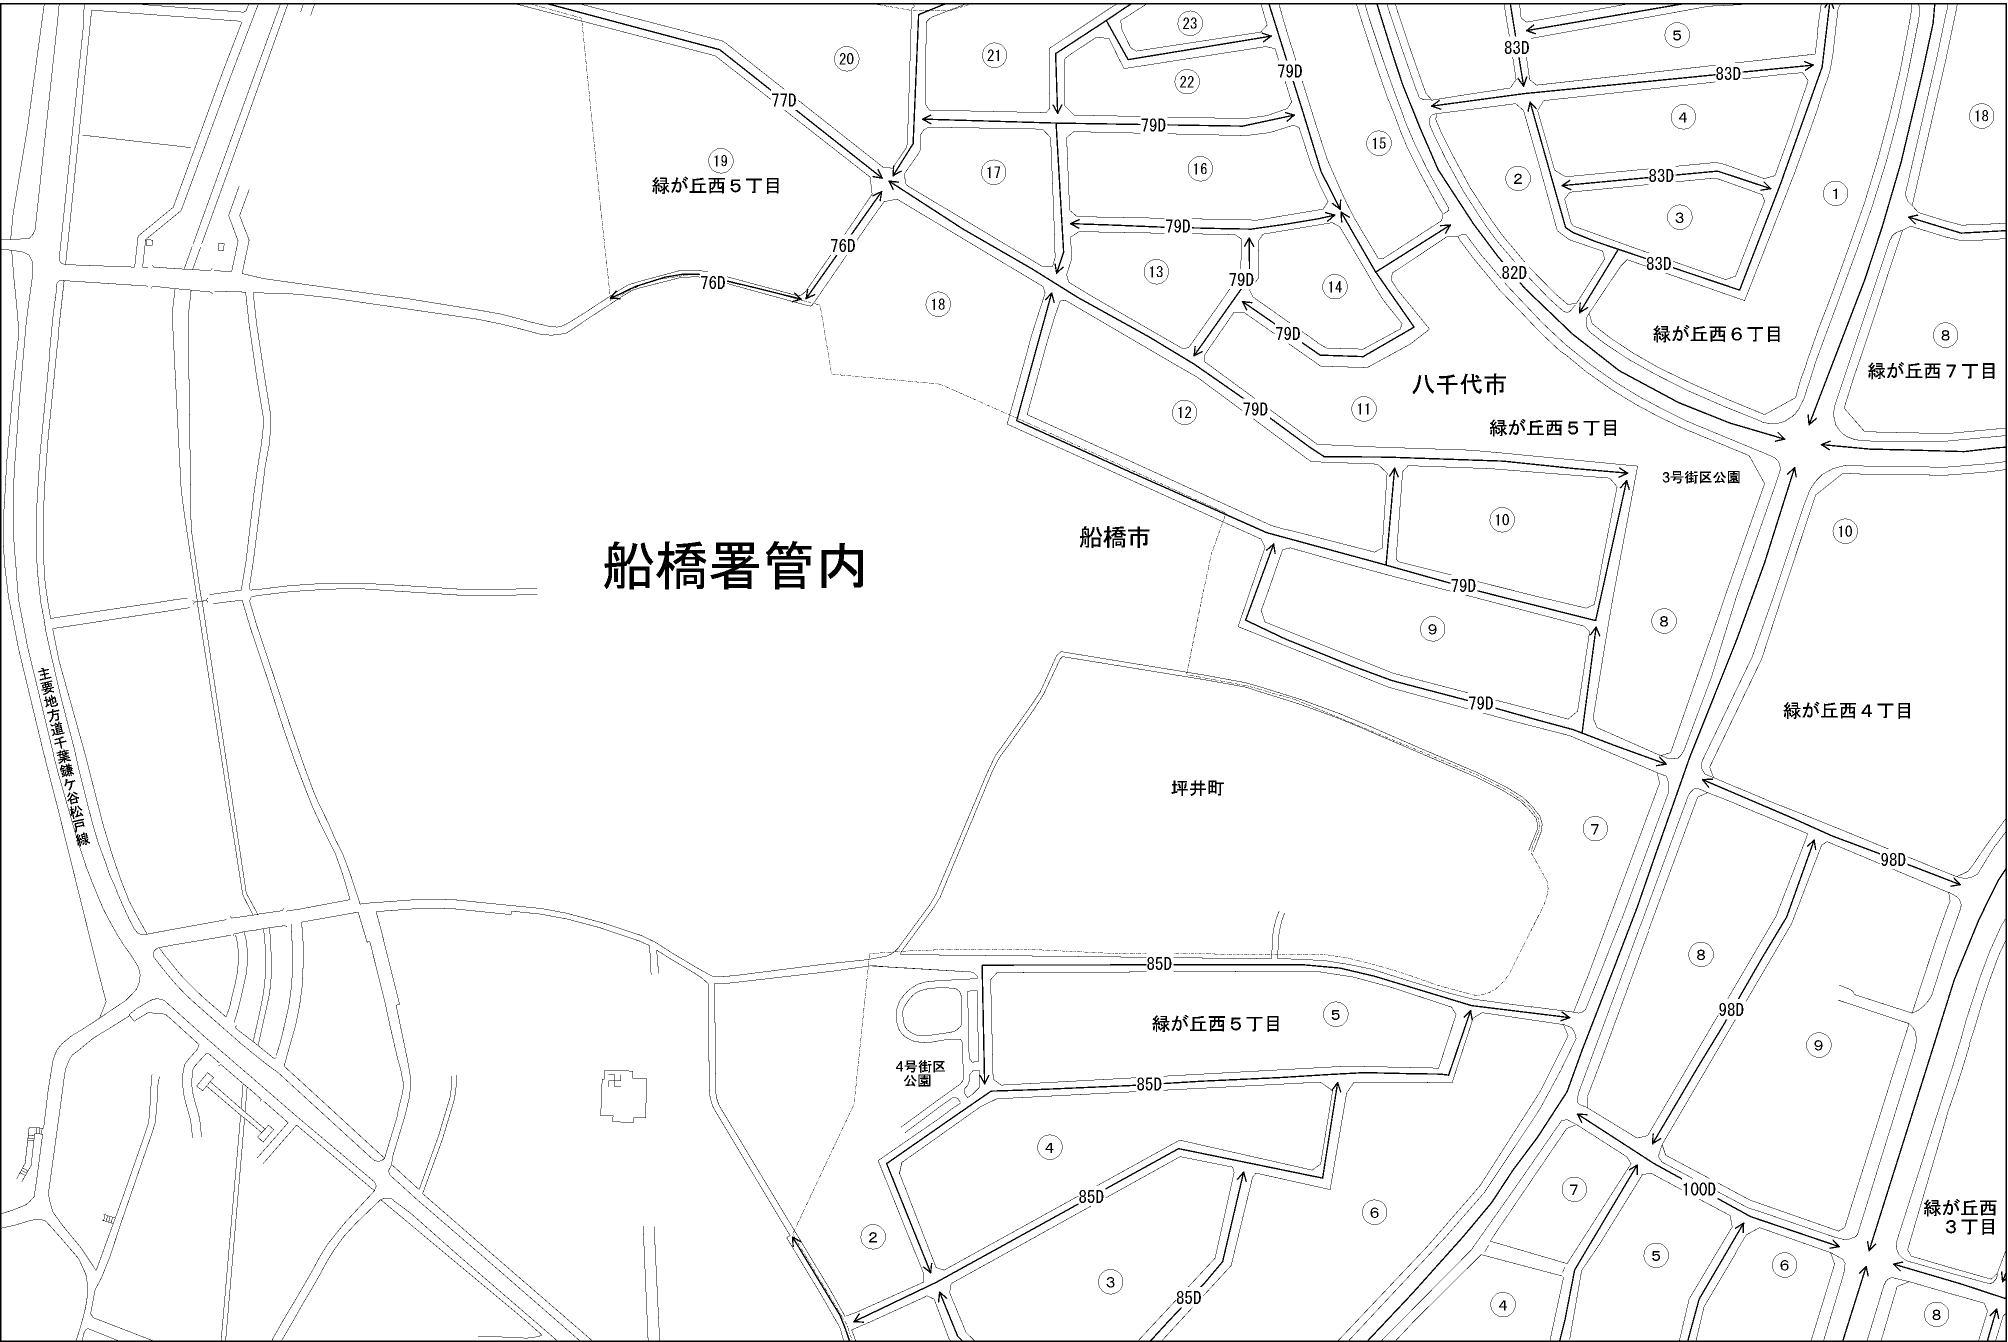 23
20
21
5
83D
83D
79D
22
77D
18
4
79D
15
19
緑が丘西５丁目
17
16
2
83D
1
3
79D
76D
13
82D
83D
76D
79D
14
18
79D
緑が丘西６丁目
8
緑が丘西７丁目
八千代市
12
79D
11
緑が丘西５丁目
3号街区公園
10
船橋市
10
船橋署管内
79D
9
8
主要地方道千葉鎌ケ谷松戸線
79D
緑が丘西４丁目
坪井町
7
98D
8
85D
98D
緑が丘西５丁目
5
9
4号街区
公園
85D
4
7
100D
85D
緑が丘西
３丁目
6
2
5
6
3
85D
4
8